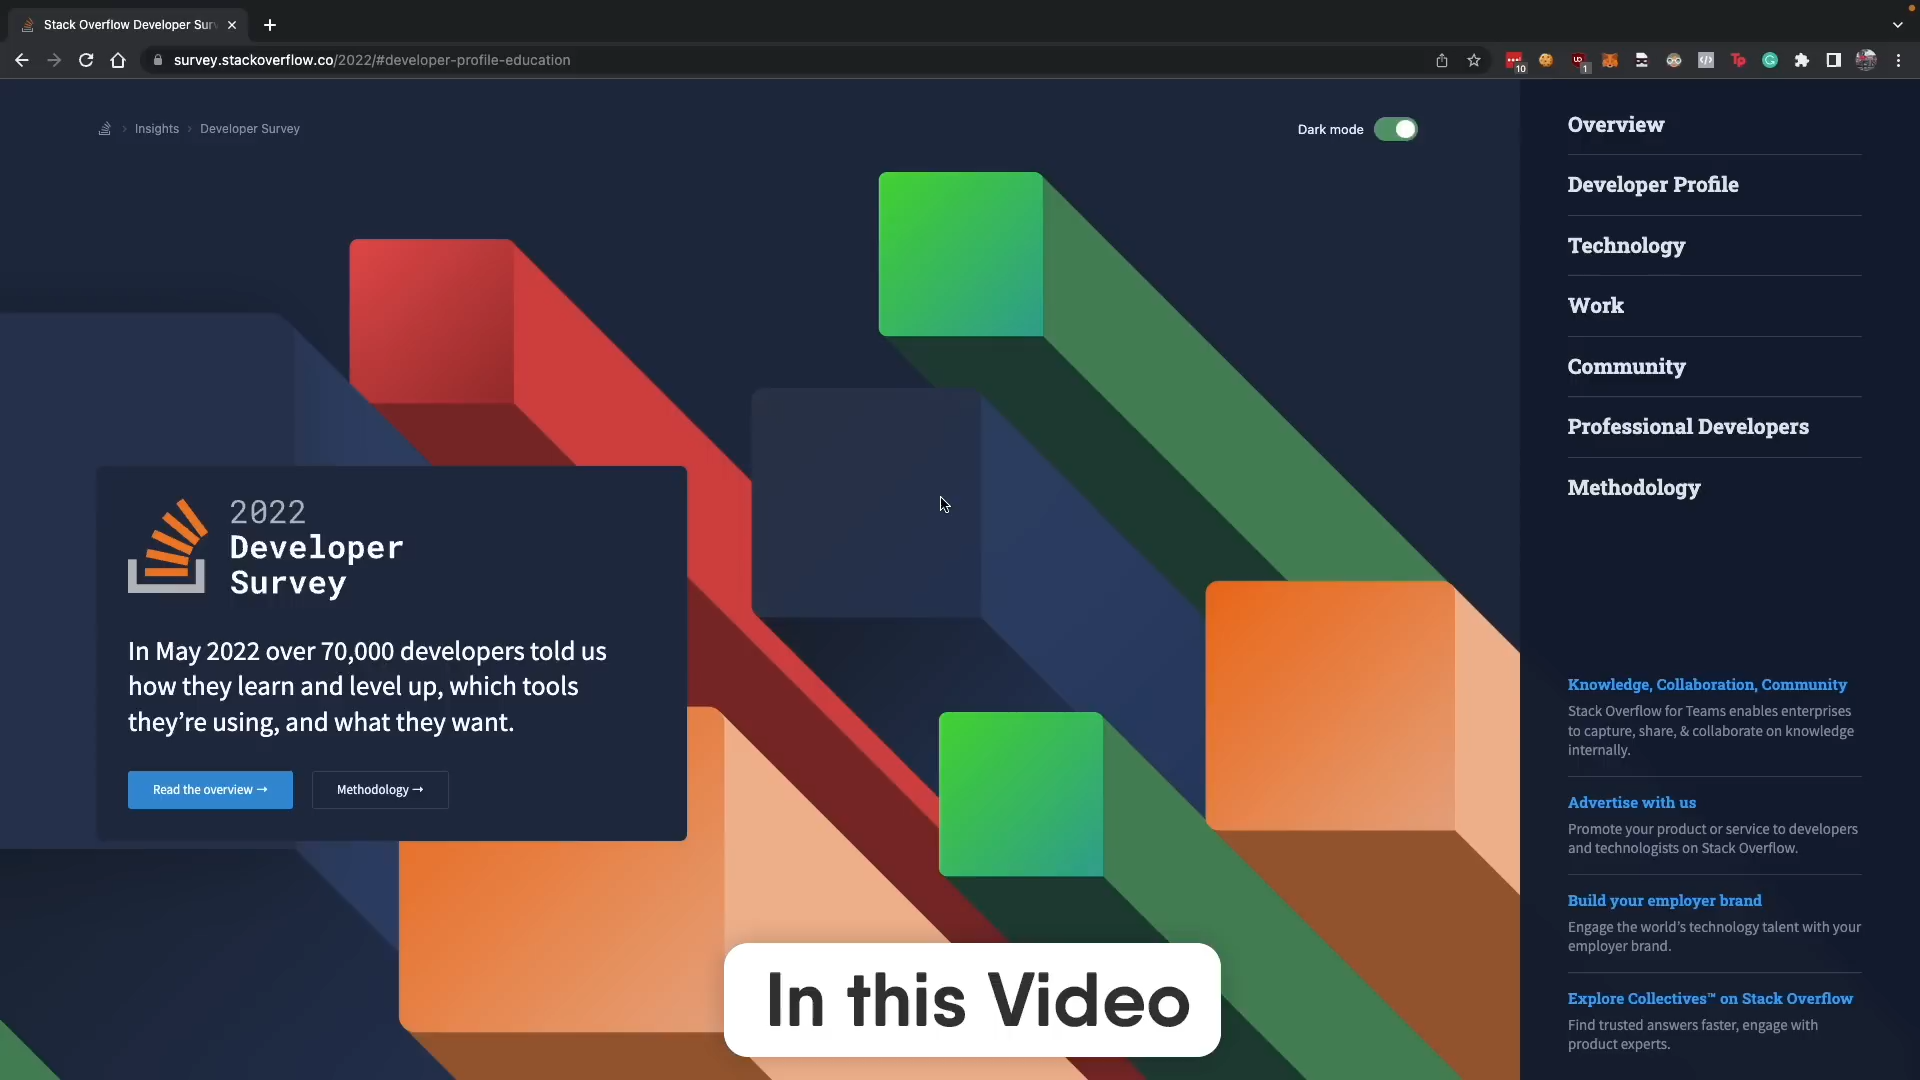 Stack Overflow Developer Sur
survey.stackoverflow.co/2022/#developer-profile-education
10
1
Tp
Insights
Developer Survey
Dark mode
Overview
Developer Profile
Technology
Work
Community
Professional Developers
Methodology
2022
Developer
Survey
In May 2022 over 70,000 developers told us
how they learn and level up, which tools
they’re using, and what they want.
Read the overview →
Methodology →
Knowledge, Collaboration, Community
Stack Overflow for Teams enables enterprises
to capture, share, & collaborate on knowledge
internally.
Advertise with us
Promote your product or service to developers
and technologists on Stack Overflow.
Build your employer brand
Engage the world’s technology talent with your
employer brand.
Explore Collectives™ on Stack Overflow
Find trusted answers faster, engage with
product experts.
In this Video